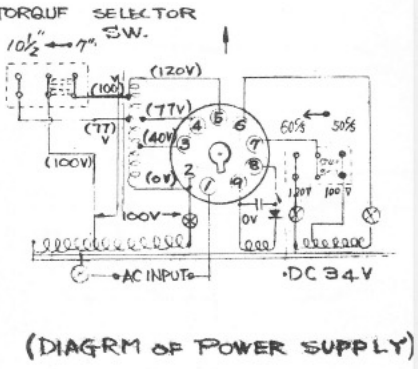 TORQUE SELECTOR
SW.
10½" 7"
(120V)
(100)
V
(77V)
(77)
V
(40V)
(100V)
(0V)
100V
1 2 3 4 5 6 7 8 9
60c/s 50c/s
120V 100V
0V
AC INPUT
DC 34V
(DIAGRM OF POWER SUPPLY)